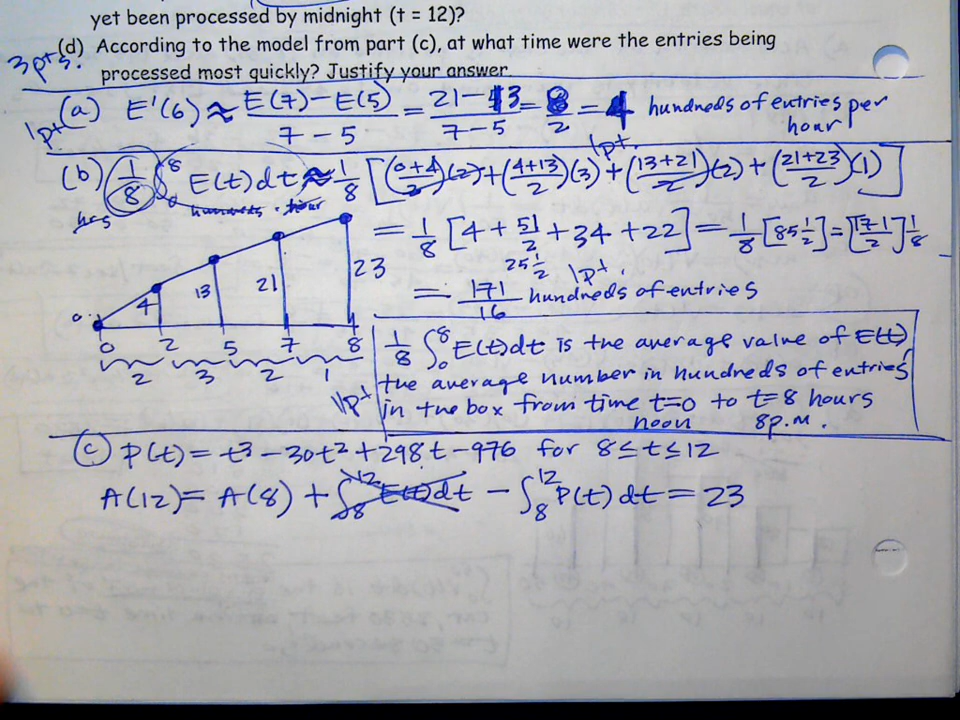 yet been processed by midnight (t = 12)?
3pts. (d) According to the model from part (c), at what time were the entries being
processed most quickly? Justify your answer.
1pt (a) E'(6) ≈ E(7)-E(5) / 7-5 = 21-13 / 7-5 = 8/2 = 4 hundreds of entries per hour
1pt.
(b) 1/8 ∫₀⁸ E(t)dt ≈ 1/8 [(0+4/2)(2)+(4+13/2)(3)+(13+21/2)(2)+(21+23/2)(1)]
hrs hundreds · hour
= 1/8 [4 + 51/2 + 34 + 22] = 1/8 [85 1/2] = [171/2] 1/8
25 1/2
= 171/16 hundreds of entries 1pt.
0 4 13 21 23
0 2 5 7 8
2 3 2 1
1pt
1/8 ∫₀⁸ E(t)dt is the average value of E(t),
the average number in hundreds of entries
in the box from time t=0 to t=8 hours
noon 8p.m.
(c) P(t) = t³ - 30t² + 298t - 976 for 8≤t≤12
A(12) = A(8) + ∫₈¹² E(t)dt - ∫₈¹² P(t) dt = 23